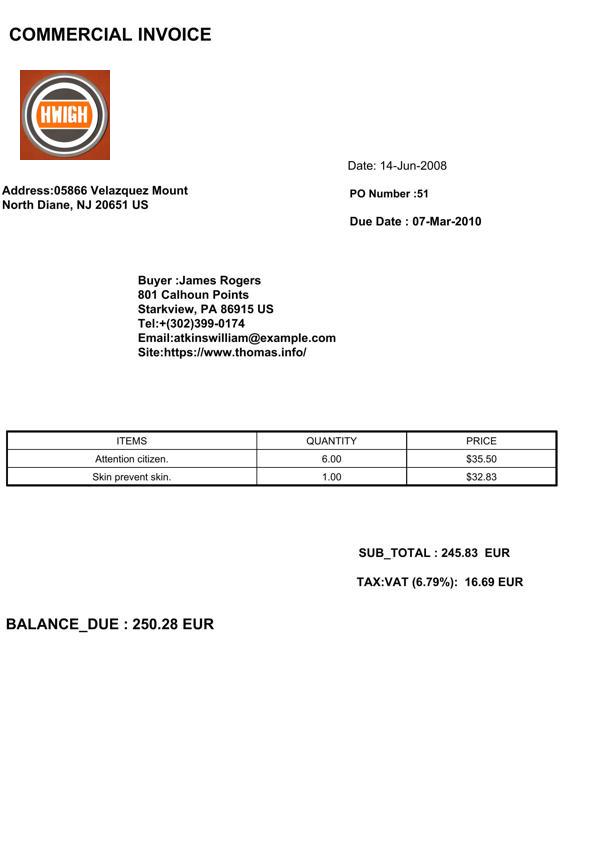 COMMERCIAL INVOICE
HWIGH
Date: 14-Jun-2008
Address:05866 Velazquez Mount
North Diane, NJ 20651 US
PO Number :51
Due Date : 07-Mar-2010
Buyer :James Rogers
801 Calhoun Points
Starkview, PA 86915 US
Tel:+(302)399-0174
Email:atkinswilliam@example.com
Site:https://www.thomas.info/
ITEMS QUANTITY PRICE
Attention citizen. 6.00 $35.50
Skin prevent skin. 1.00 $32.83
SUB_TOTAL : 245.83 EUR
TAX:VAT (6.79%): 16.69 EUR
BALANCE_DUE : 250.28 EUR